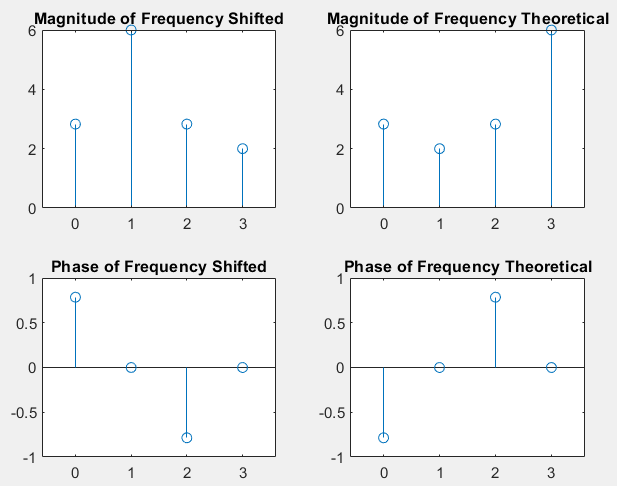 Magnitude of Frequency Shifted
6
4
2
0
0 1 2 3
Magnitude of Frequency Theoretical
6
4
2
0
0 1 2 3
Phase of Frequency Shifted
1
0.5
0
-0.5
-1
0 1 2 3
Phase of Frequency Theoretical
1
0.5
0
-0.5
-1
0 1 2 3